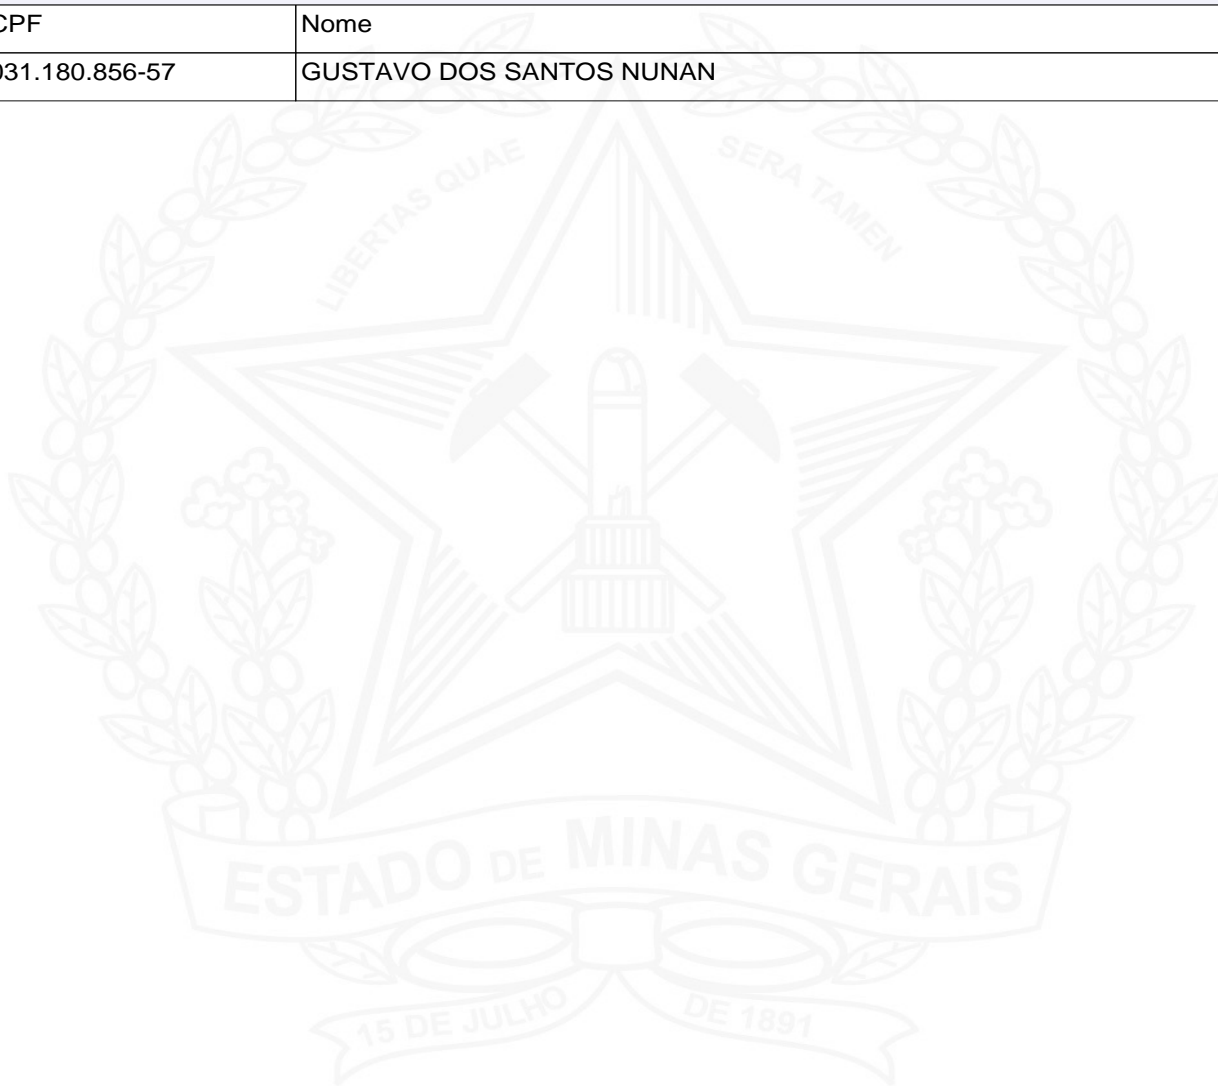 CPF Nome
031.180.856-57 GUSTAVO DOS SANTOS NUNAN
LIBERTAS QUAE SERA TAMEN
ESTADO DE MINAS GERAIS
15 DE JULHO DE 1891